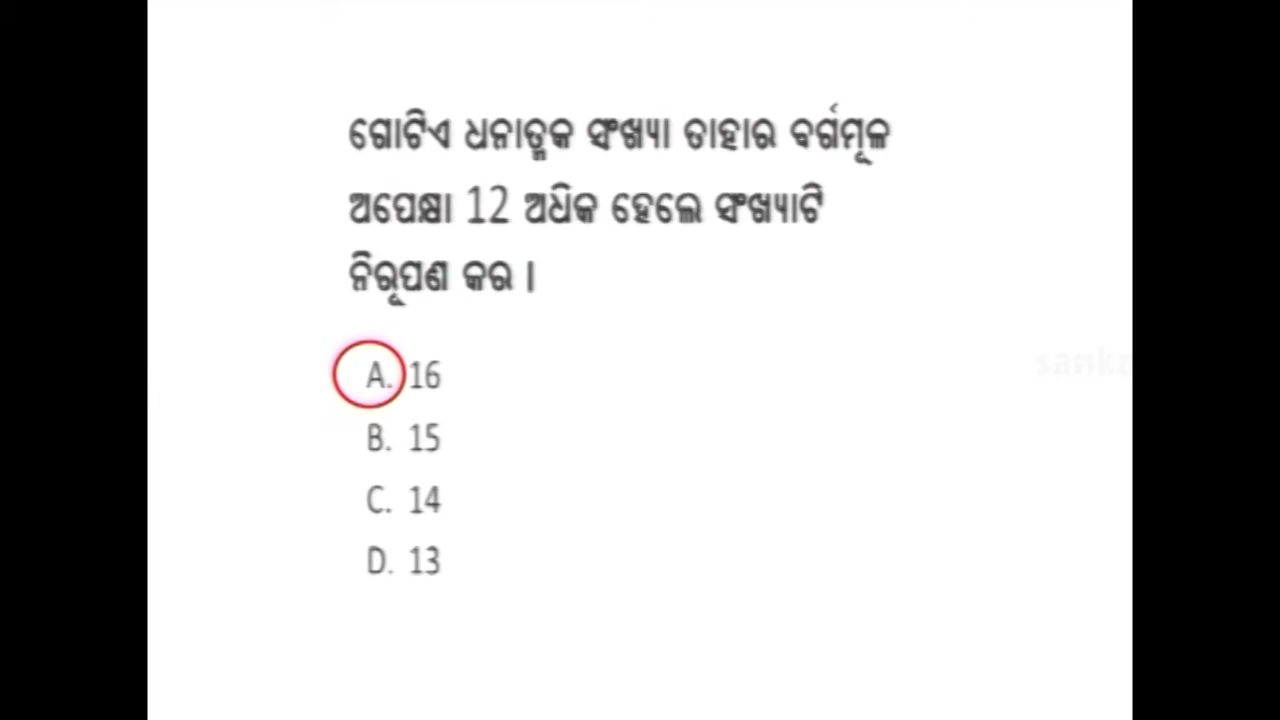 ଗୋଟିଏ ଧନାତ୍ମକ ସଂଖ୍ୟା ତାହାର ବର୍ଗମୂଳ
ଅପେକ୍ଷା 12 ଅଧିକ ହେଲେ ସଂଖ୍ୟାଟି
ନିରୂପଣ କର ।
A. 16
B. 15
C. 14
D. 13